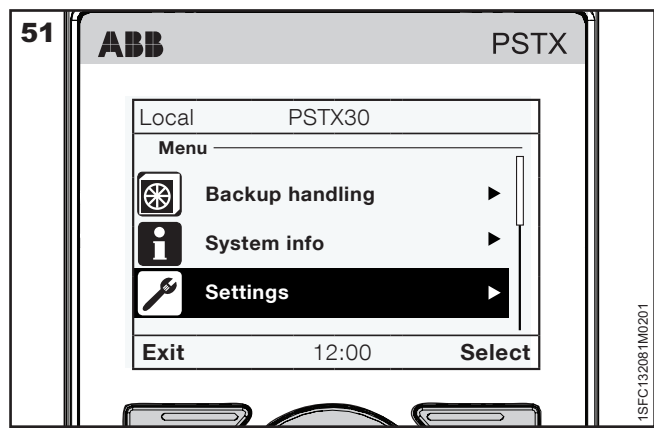 51
ABB PSTX
Local PSTX30
Menu
Backup handling
System info
Settings
Exit 12:00 Select
1SFC132081M0201